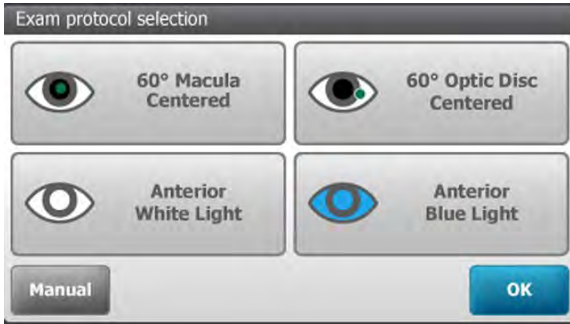 Exam protocol selection
60° Macula
Centered
60° Optic Disc
Centered
Anterior
White Light
Anterior
Blue Light
Manual
OK